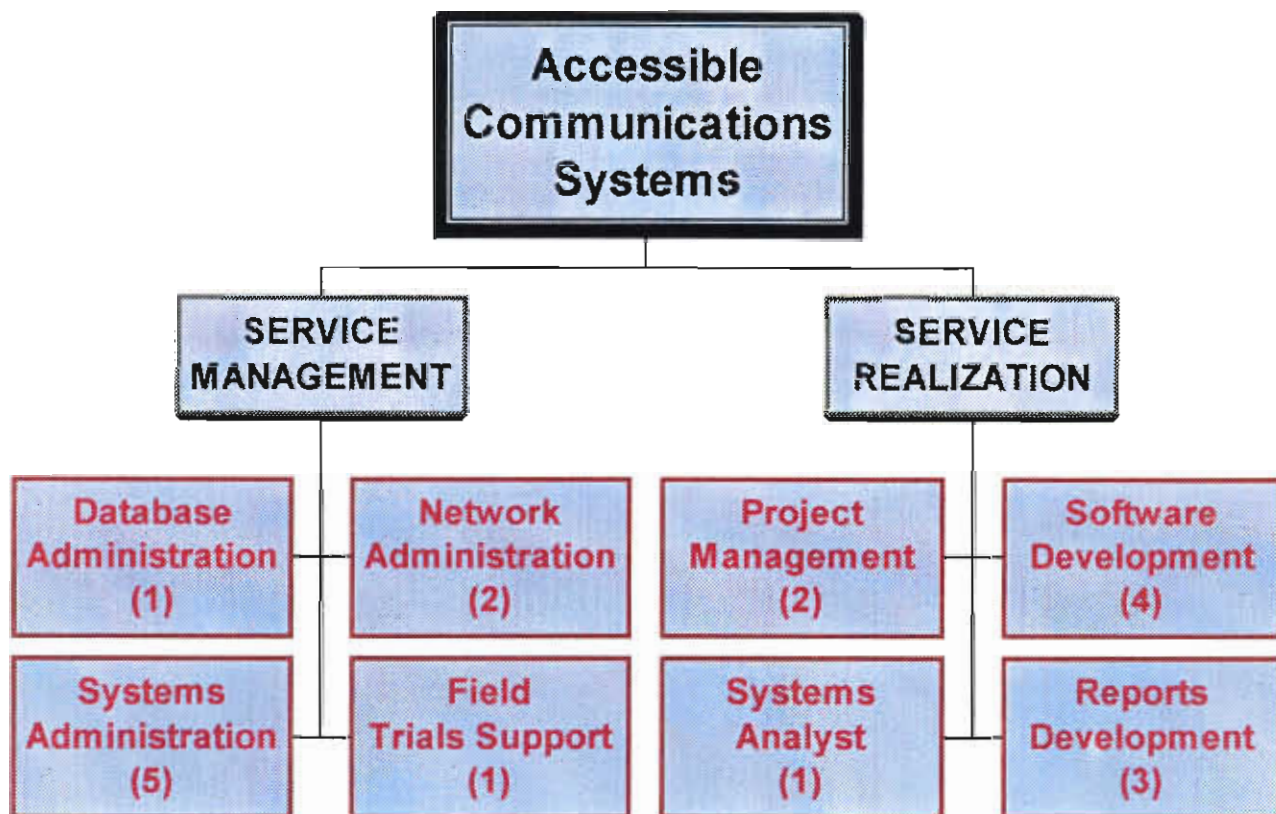 Accessible
Communications
Systems
SERVICE
MANAGEMENT
SERVICE
REALIZATION
Database
Administration
(1)
Network
Administration
(2)
Project
Management
(2)
Software
Development
(4)
Systems
Administration
(5)
Field
Trials Support
(1)
Systems
Analyst
(1)
Reports
Development
(3)